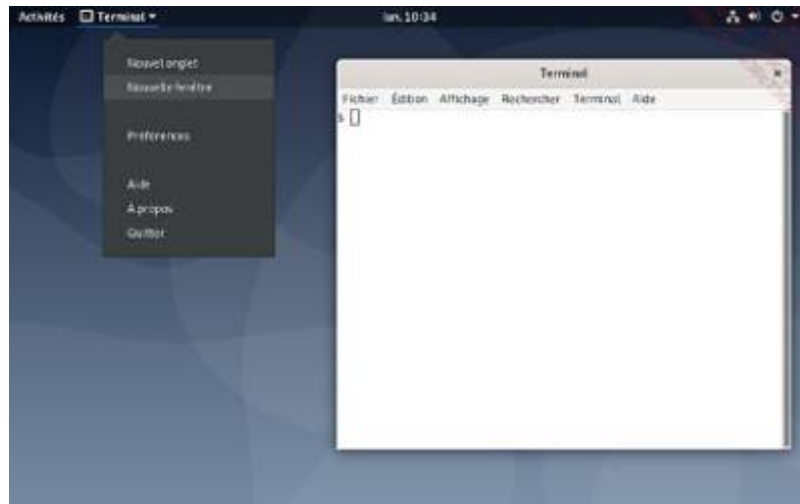 Activités Terminal lun. 10:34
Nouvel onglet
Nouvelle fenêtre
Préférences
Aide
A propos
Quitter
Terminal
Fichier Édition Affichage Rechercher Terminal Aide
$